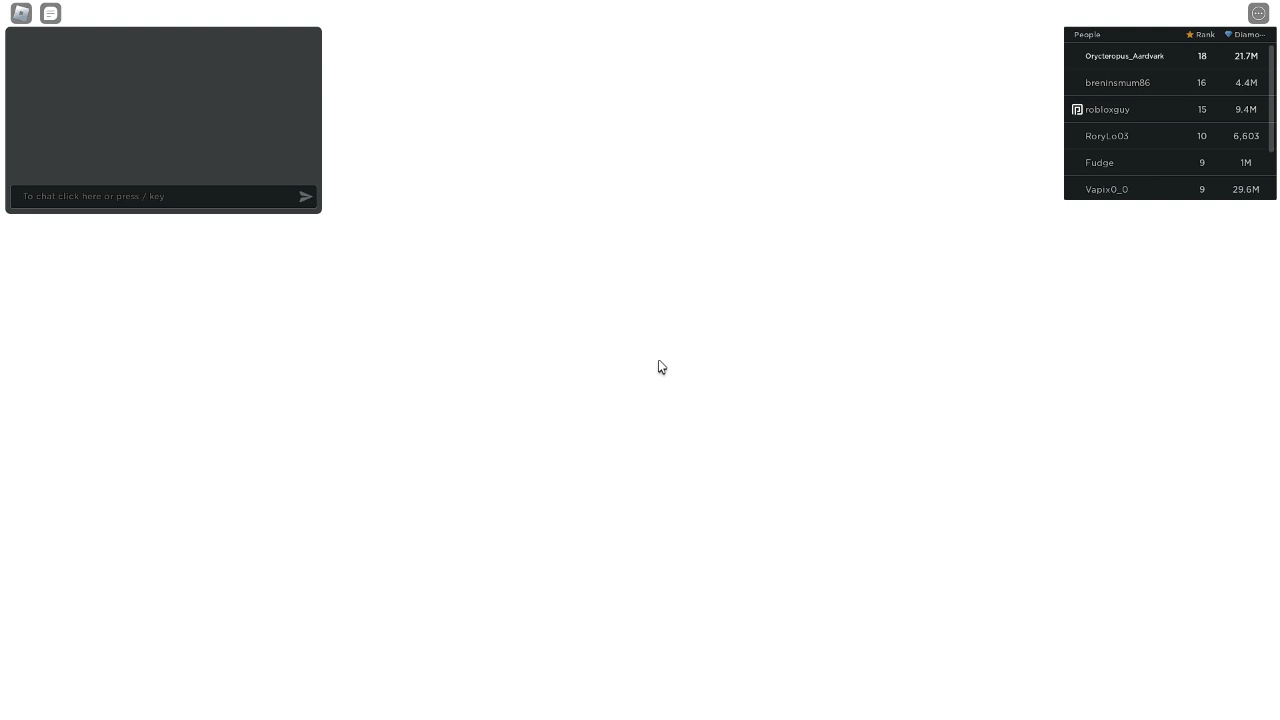 People Rank Diamo...
Orycteropus_Aardvark 18 21.7M
breninsmum86 16 4.4M
robloxguy 15 9.4M
RoryLo03 10 6,603
Fudge 9 1M
Vapix0_0 9 29.6M
To chat click here or press / key